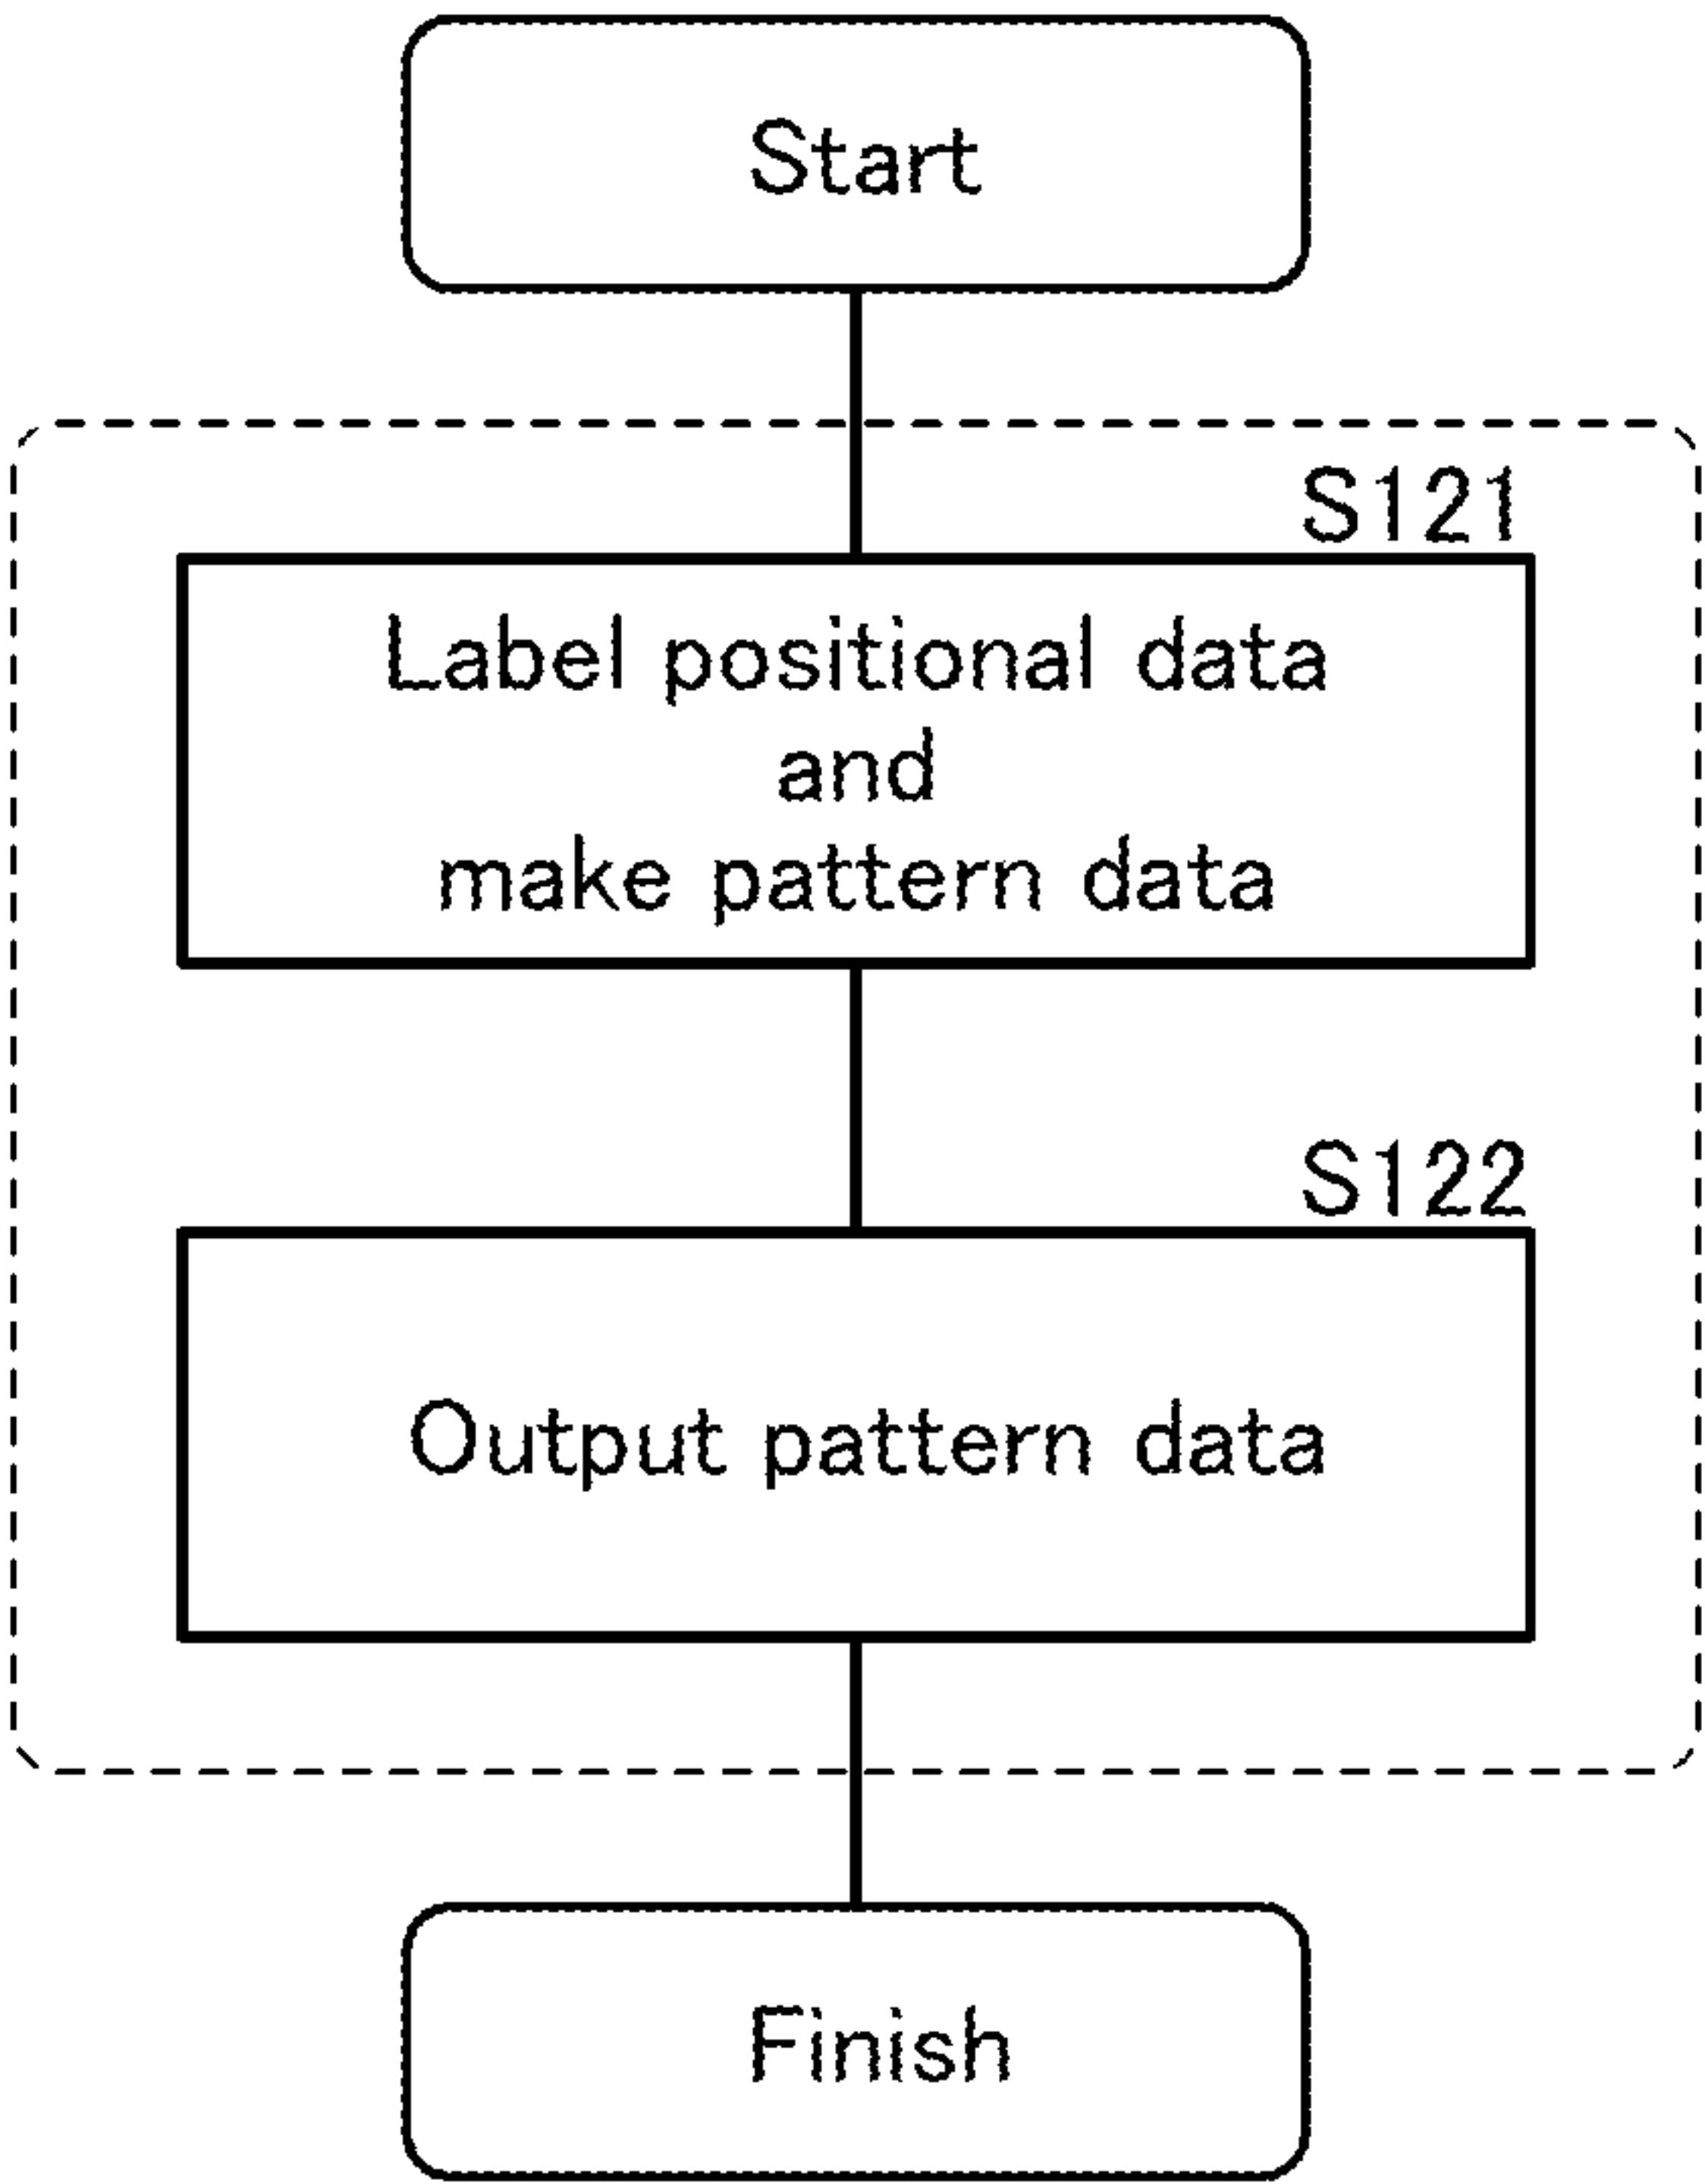 Start
S121
Label positional data
and
make pattern data
S122
Output pattern data
Finish